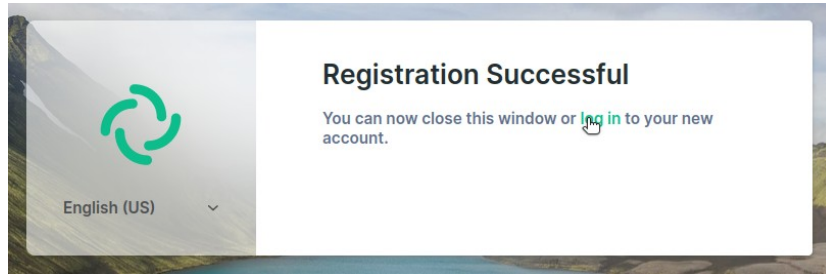 Registration Successful
You can now close this window or log in to your new
account.
English (US)